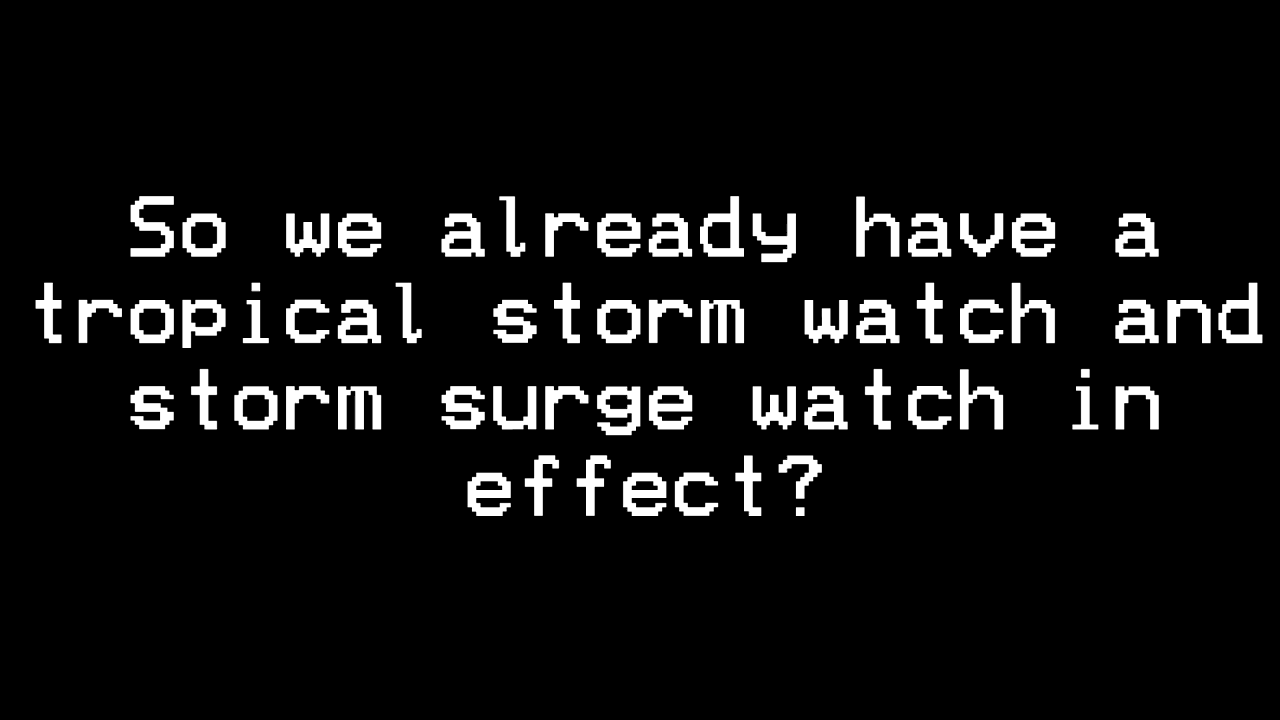 So we already have a
tropical storm watch and
storm surge watch in
effect?